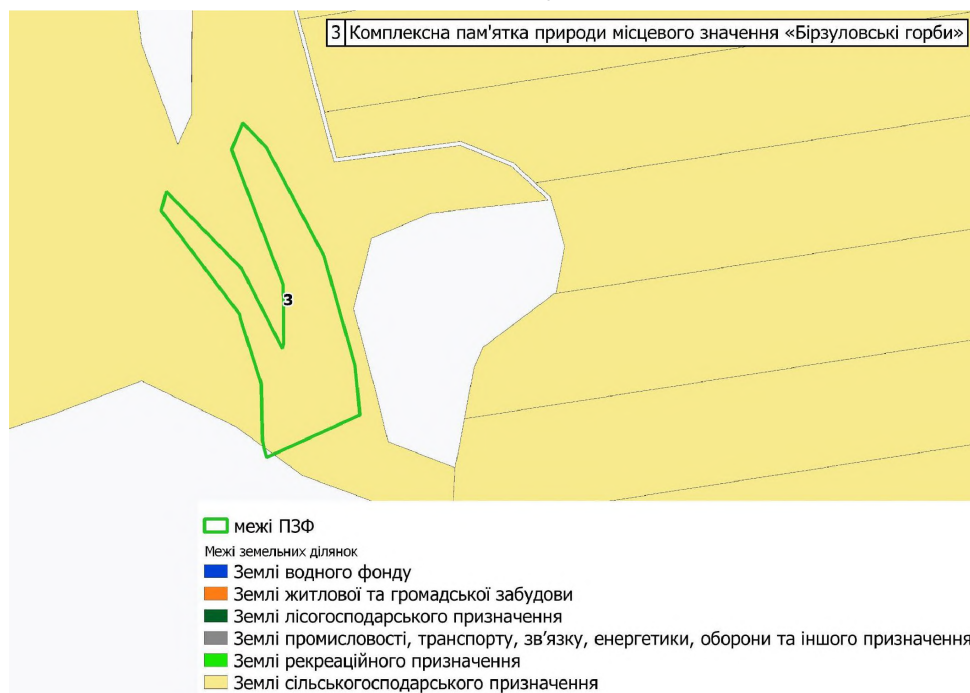 3 Комплексна пам'ятка природи місцевого значення «Бірзуловські горби»
3
межі ПЗФ
Межі земельних ділянок
Землі водного фонду
Землі житлової та громадської забудови
Землі лісогосподарського призначення
Землі промисловості, транспорту, зв’язку, енергетики, оборони та іншого призначення
Землі рекреаційного призначення
Землі сільськогосподарського призначення